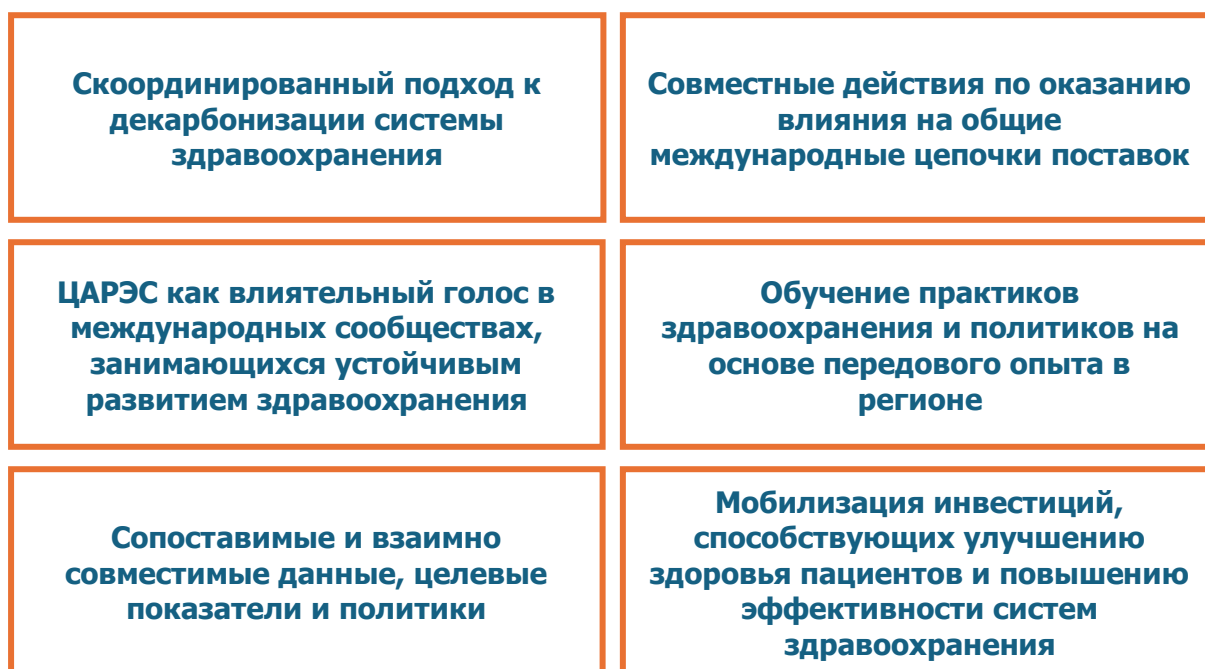 Скоординированный подход к
декарбонизации системы
здравоохранения
Совместные действия по оказанию
влияния на общие
международные цепочки поставок
ЦАРЭС как влиятельный голос в
международных сообществах,
занимающихся устойчивым
развитием здравоохранения
Обучение практиков
здравоохранения и политиков на
основе передового опыта в
регионе
Сопоставимые и взаимно
совместимые данные, целевые
показатели и политики
Мобилизация инвестиций,
способствующих улучшению
здоровья пациентов и повышению
эффективности систем
здравоохранения